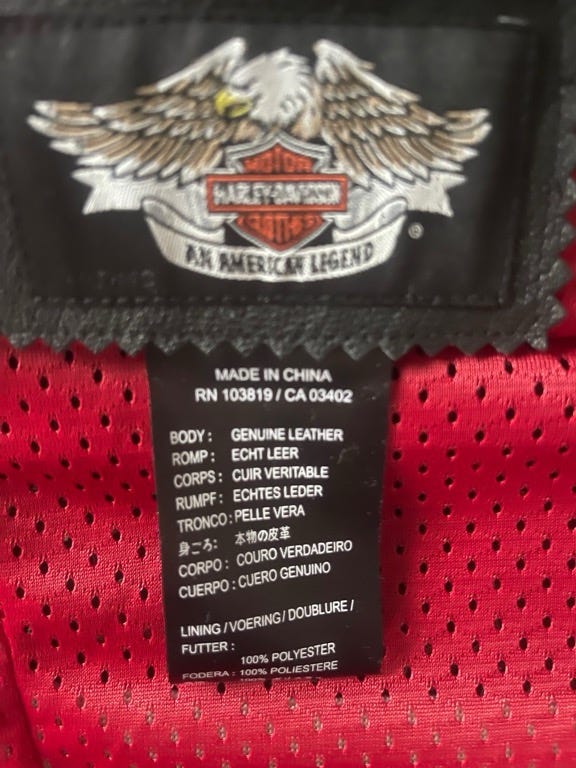 MOTOR
HARLEY-DAVIDSON
CYCLES
AN AMERICAN LEGEND
®
MADE IN CHINA
RN 103819 / CA 03402
BODY : GENUINE LEATHER
ROMP : ECHT LEER
CORPS : CUIR VERITABLE
RUMPF : ECHTES LEDER
TRONCO : PELLE VERA
身ごろ: 本物の皮革
CORPO : COURO VERDADEIRO
CUERPO : CUERO GENUINO
LINING / VOERING / DOUBLURE /
FUTTER :
100% POLYESTER
FODERA : 100% POLIESTERE